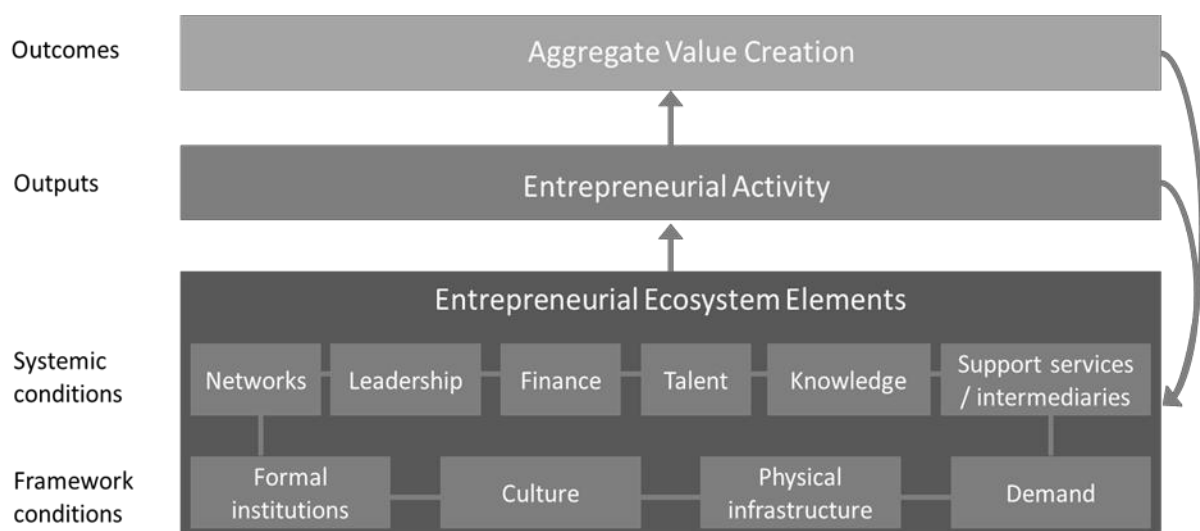 Outcomes
Aggregate Value Creation
Outputs
Entrepreneurial Activity
Entrepreneurial Ecosystem Elements
Systemic
conditions
Networks
Leadership
Finance
Talent
Knowledge
Support services
/ intermediaries
Framework
conditions
Formal
institutions
Culture
Physical
infrastructure
Demand